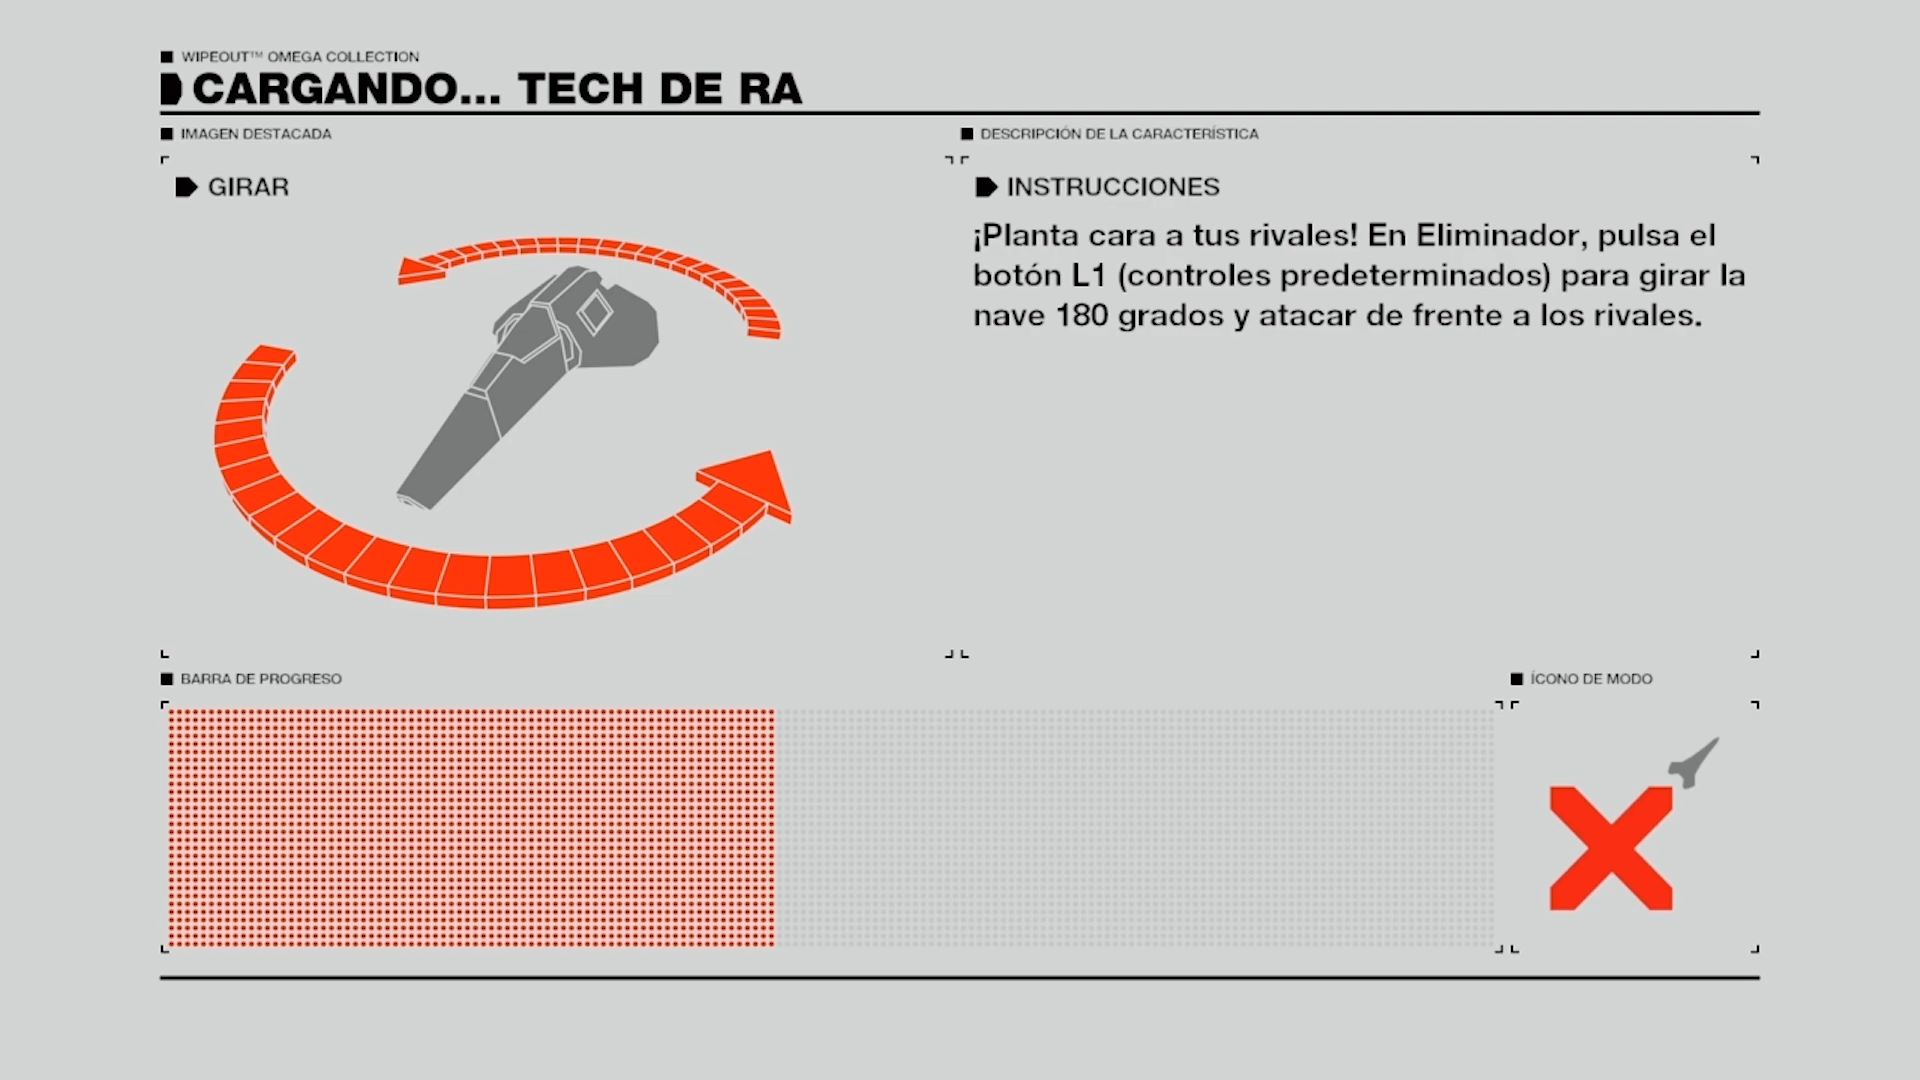 WIPEOUT™ OMEGA COLLECTION
CARGANDO... TECH DE RA
IMAGEN DESTACADA
GIRAR
DESCRIPCIÓN DE LA CARACTERÍSTICA
INSTRUCCIONES
¡Planta cara a tus rivales! En Eliminador, pulsa el
botón L1 (controles predeterminados) para girar la
nave 180 grados y atacar de frente a los rivales.
BARRA DE PROGRESO
ÍCONO DE MODO